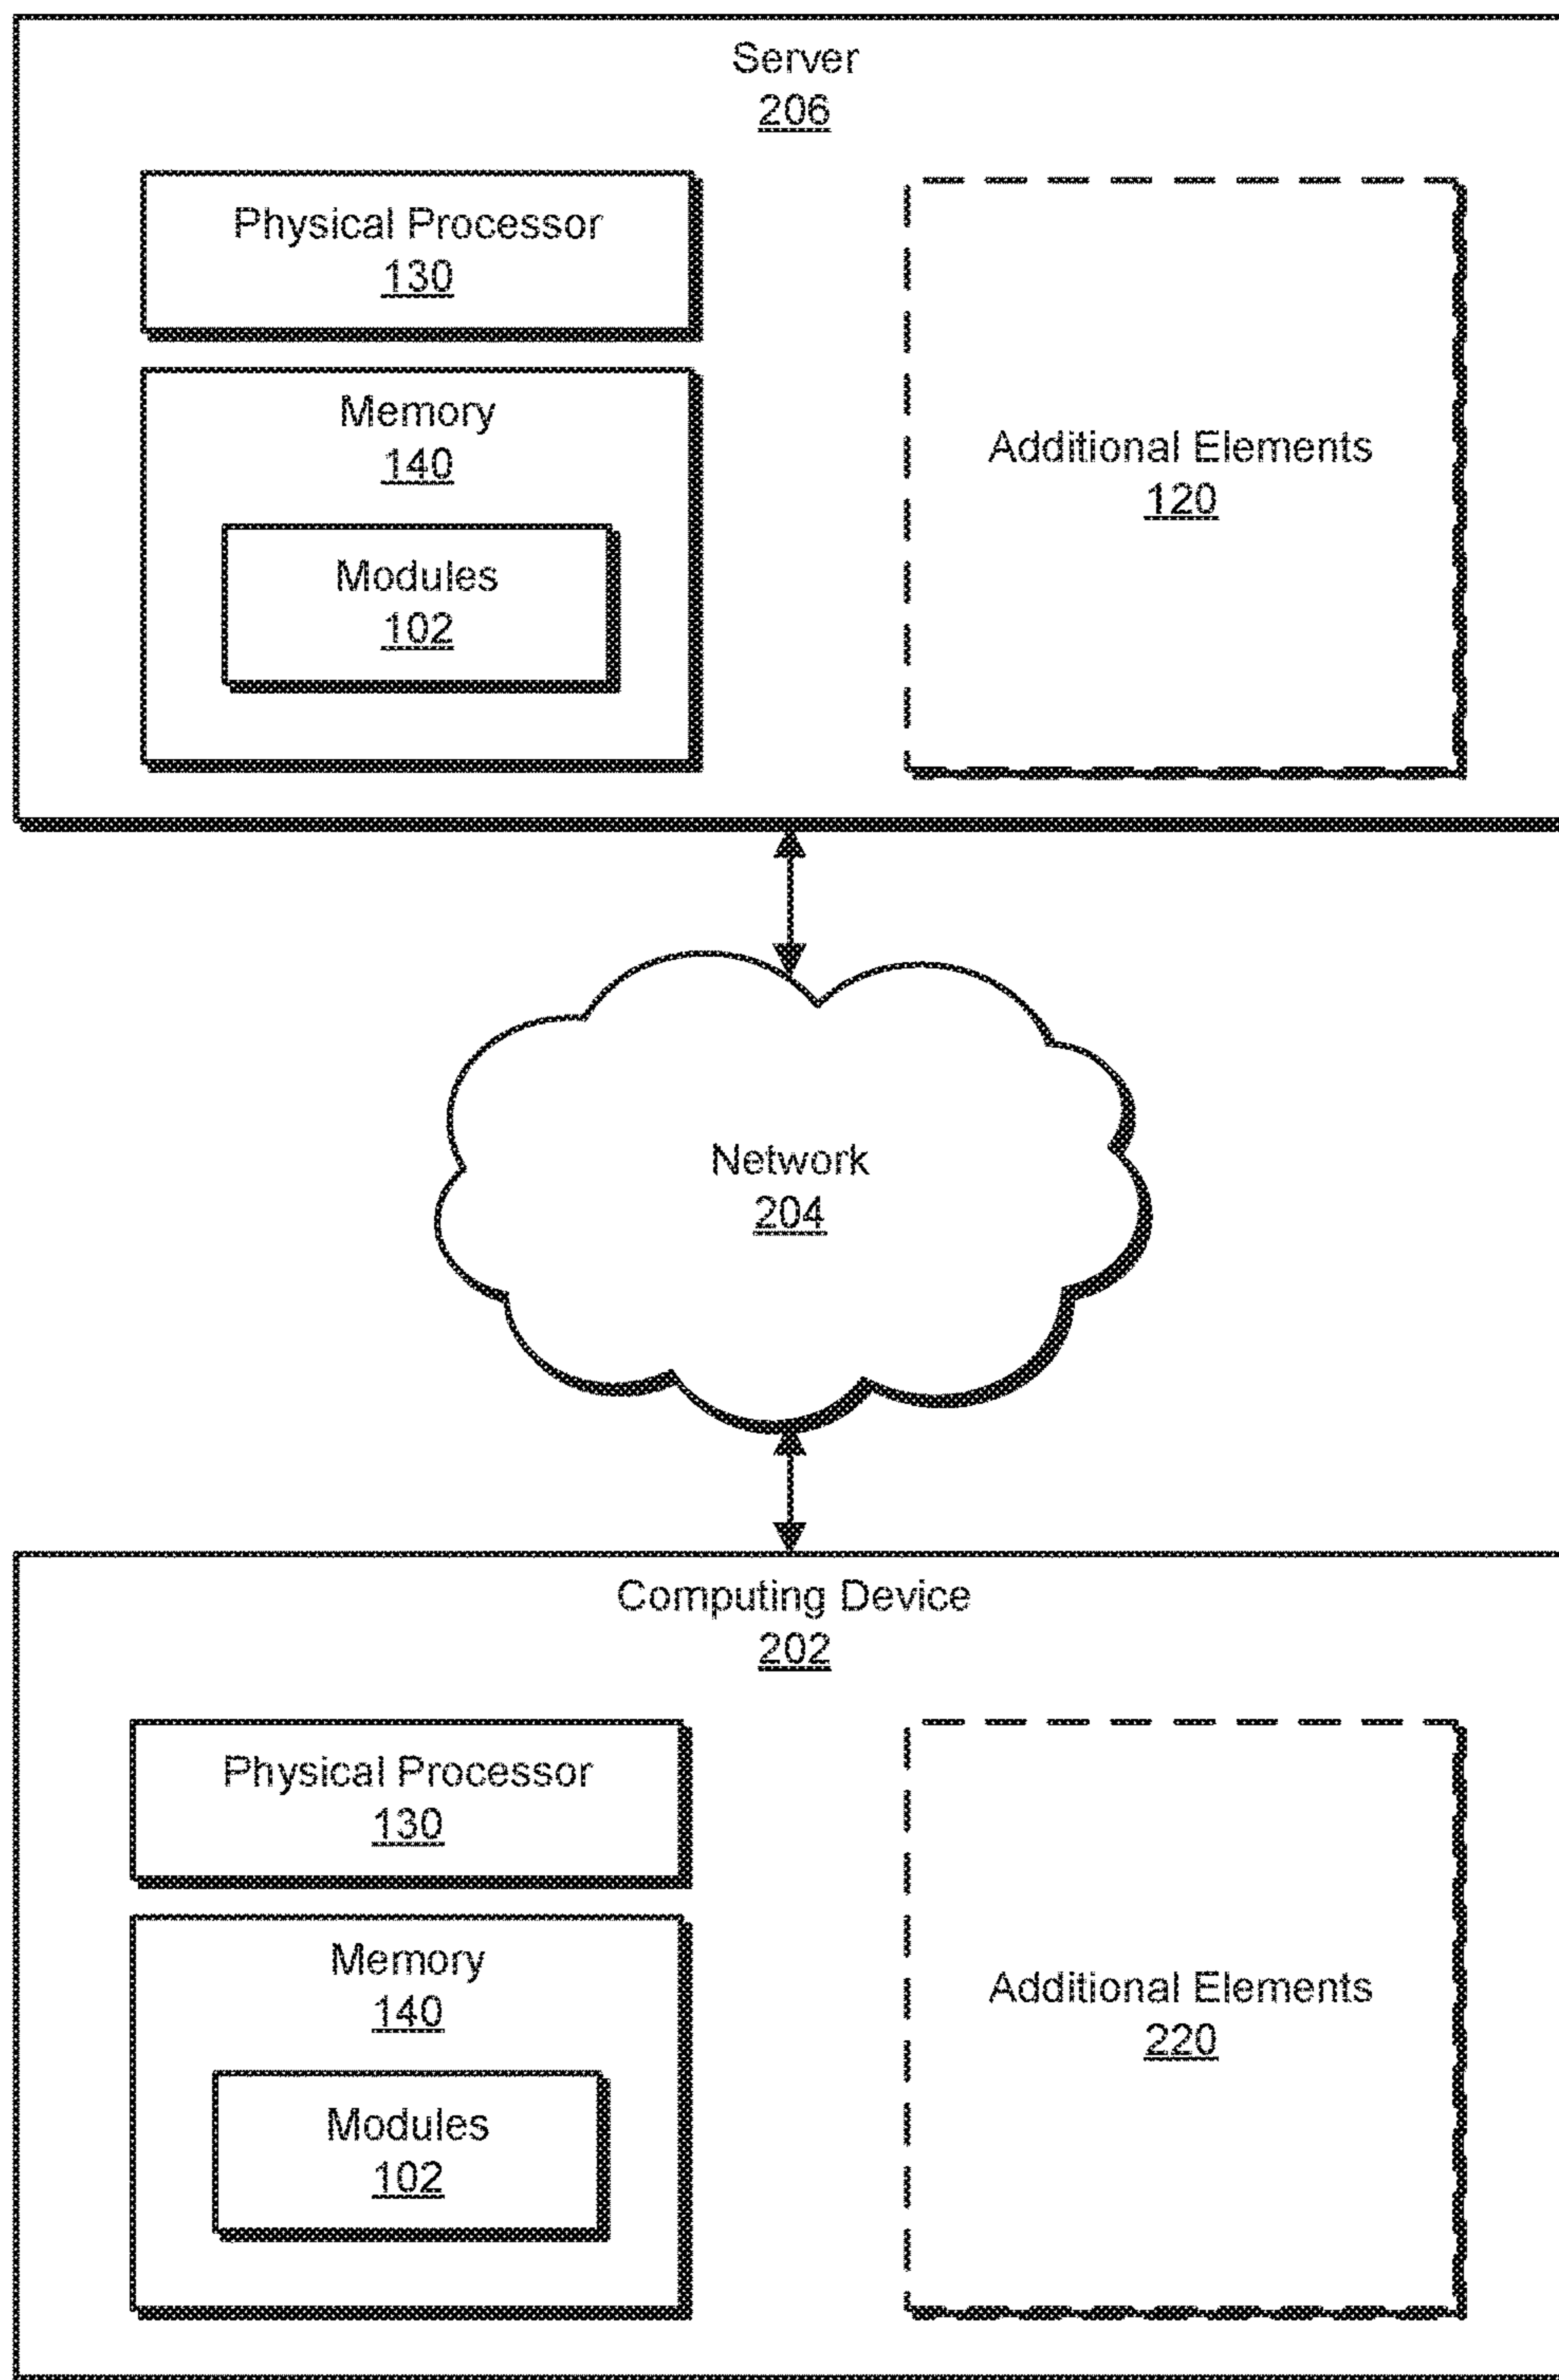 Server
206
Physical Processor
130
Memory
140
Modules
102
Additional Elements
120
Network
204
Computing Device
202
Physical Processor
130
Memory
140
Modules
102
Additional Elements
220